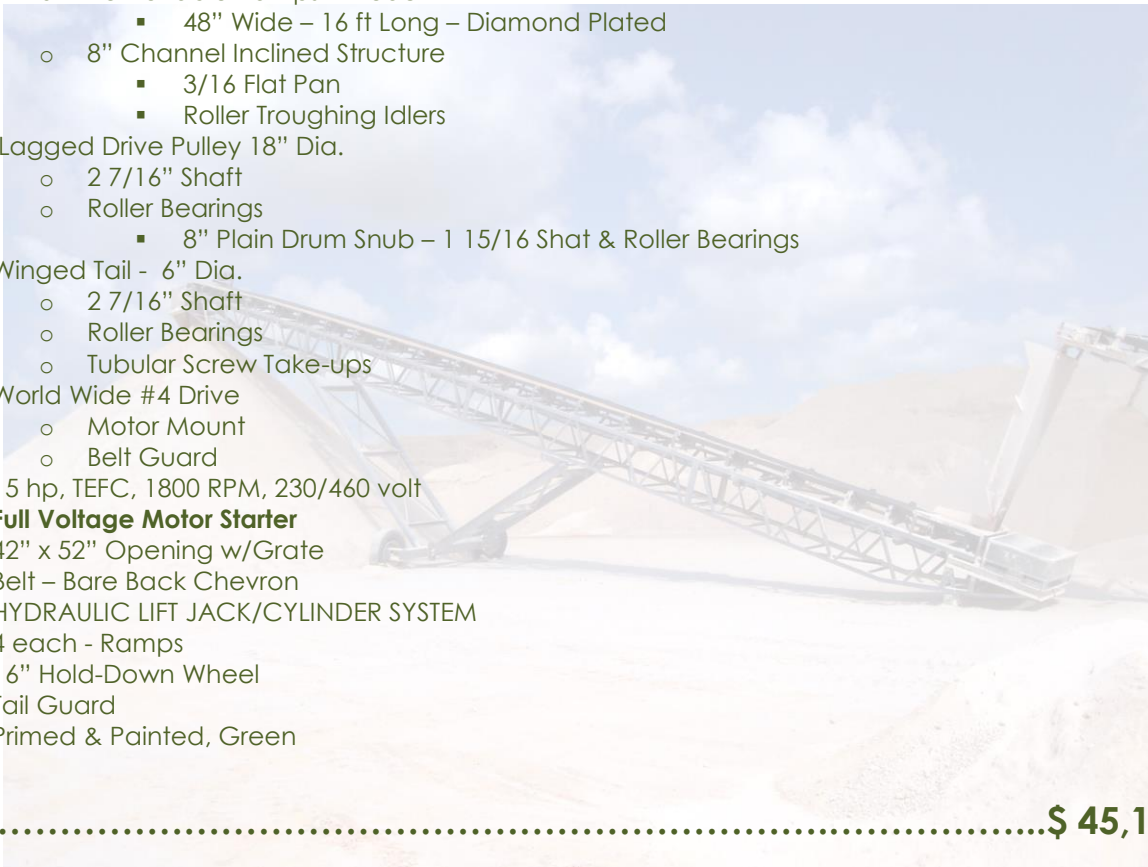 ▪ 48” Wide – 16 ft Long – Diamond Plated
o 8” Channel Inclined Structure
▪ 3/16 Flat Pan
▪ Roller Troughing Idlers
Lagged Drive Pulley 18” Dia.
o 2 7/16” Shaft
o Roller Bearings
▪ 8” Plain Drum Snub – 1 15/16 Shat & Roller Bearings
Winged Tail - 6” Dia.
o 2 7/16” Shaft
o Roller Bearings
o Tubular Screw Take-ups
World Wide #4 Drive
o Motor Mount
o Belt Guard
5 hp, TEFC, 1800 RPM, 230/460 volt
Full Voltage Motor Starter
42” x 52” Opening w/Grate
Belt – Bare Back Chevron
HYDRAULIC LIFT JACK/CYLINDER SYSTEM
4 each - Ramps
6” Hold-Down Wheel
Tail Guard
Primed & Painted, Green
...............................................................................$ 45,1